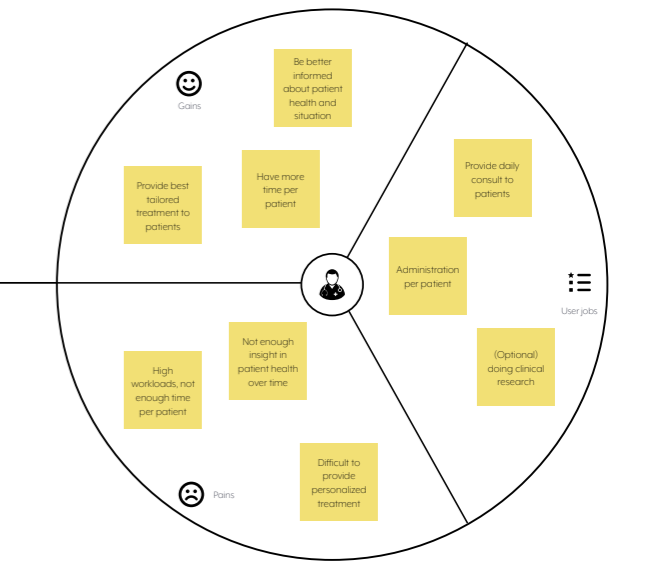 Be better
informed
about patient
health and
situation
Gains
Have more
time per
patient
Provide best
tailored
treatment to
patients
Provide daily
consult to
patients
Administration
per patient
User jobs
(Optional)
doing clinical
research
Not enough
insight in
patient health
over time
High
workloads, not
enough time
per patient
Difficult to
provide
personalized
treatment
Pains